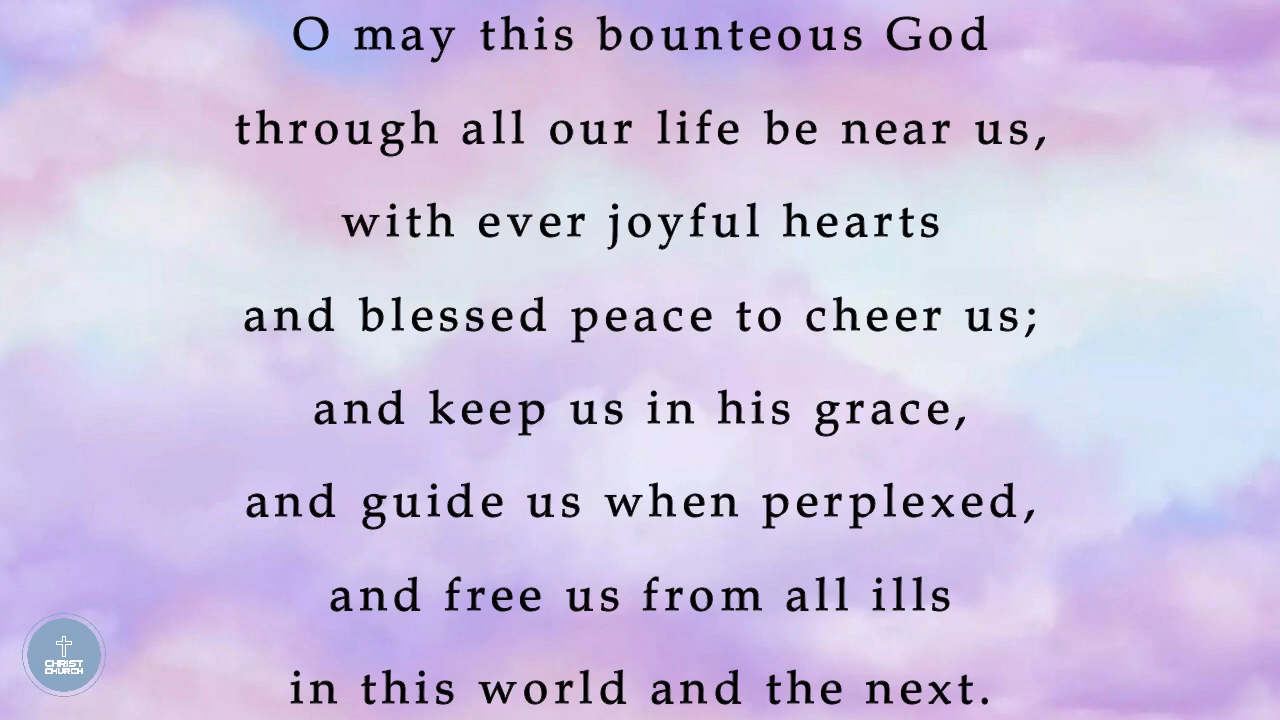 O may this bounteous God
through all our life be near us,
with ever joyful hearts
and blessed peace to cheer us;
and keep us in his grace,
and guide us when perplexed,
and free us from all ills
in this world and the next.
CHRIST
CHURCH